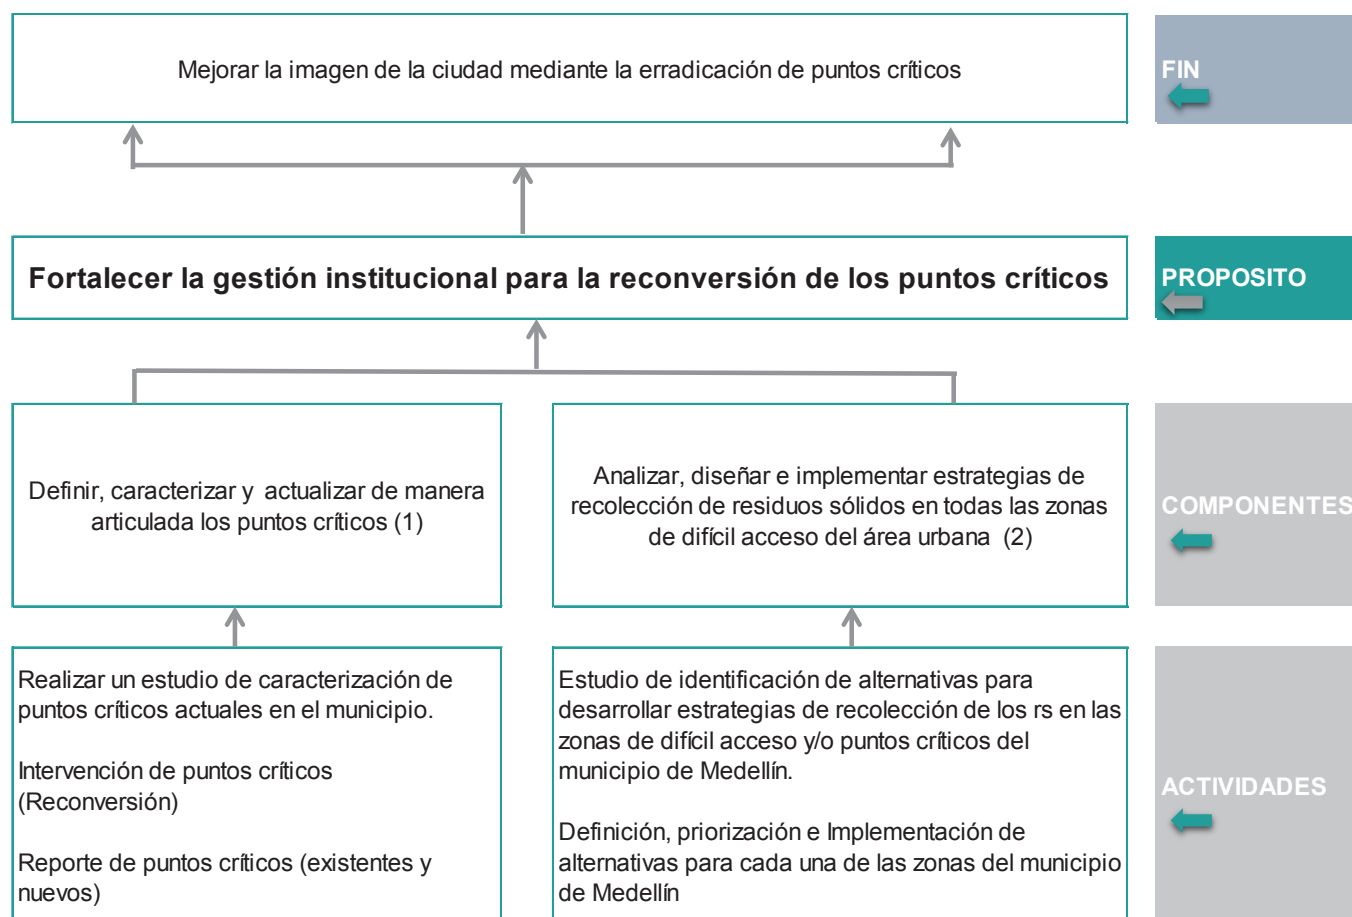 Mejorar la imagen de la ciudad mediante la erradicación de puntos críticos
FIN
Fortalecer la gestión institucional para la reconversión de los puntos críticos
PROPOSITO
Definir, caracterizar y actualizar de manera
articulada los puntos críticos (1)
Analizar, diseñar e implementar estrategias de
recolección de residuos sólidos en todas las zonas
de difícil acceso del área urbana (2)
COMPONENTES
Realizar un estudio de caracterización de
puntos críticos actuales en el municipio.
Intervención de puntos críticos
(Reconversión)
Reporte de puntos críticos (existentes y
nuevos)
Estudio de identificación de alternativas para
desarrollar estrategias de recolección de los rs en las
zonas de difícil acceso y/o puntos críticos del
municipio de Medellín.
Definición, priorización e Implementación de
alternativas para cada una de las zonas del municipio
de Medellín
ACTIVIDADES